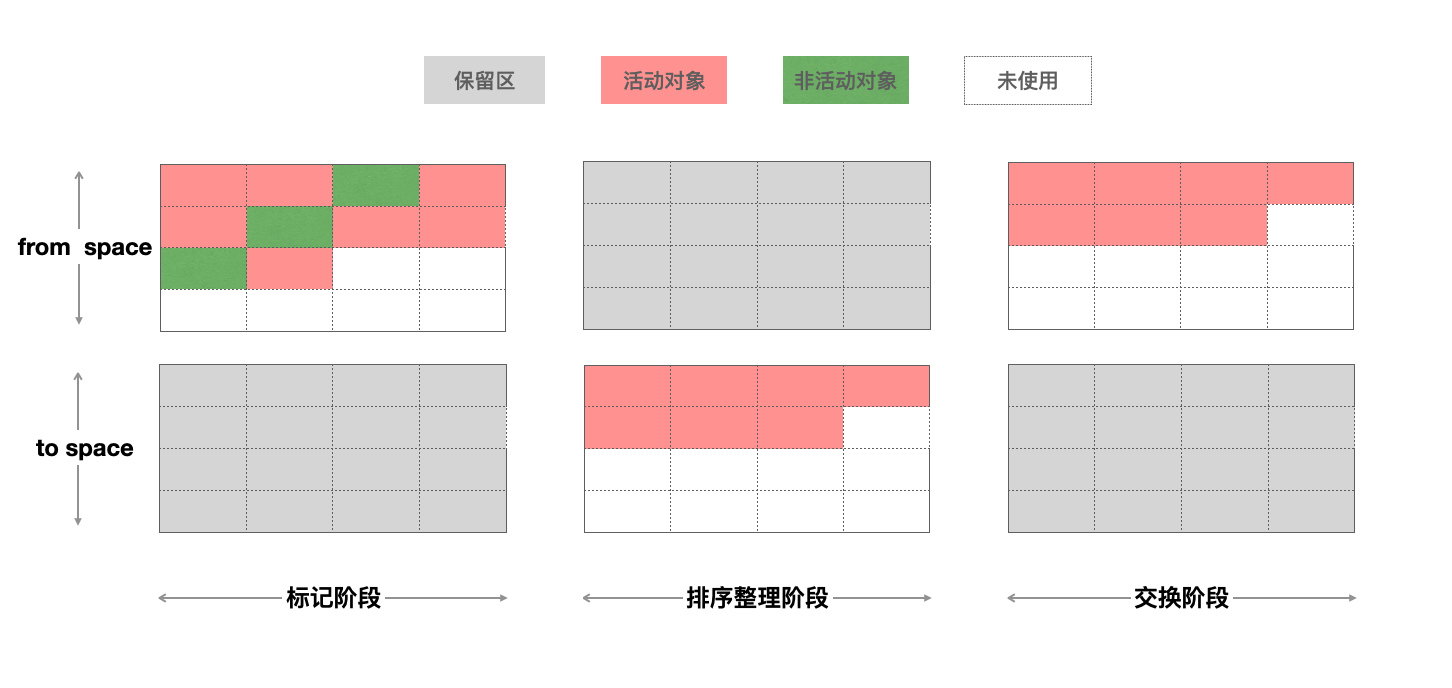 保留区
活动对象
非活动对象
未使用
from space
to space
标记阶段
排序整理阶段
交换阶段